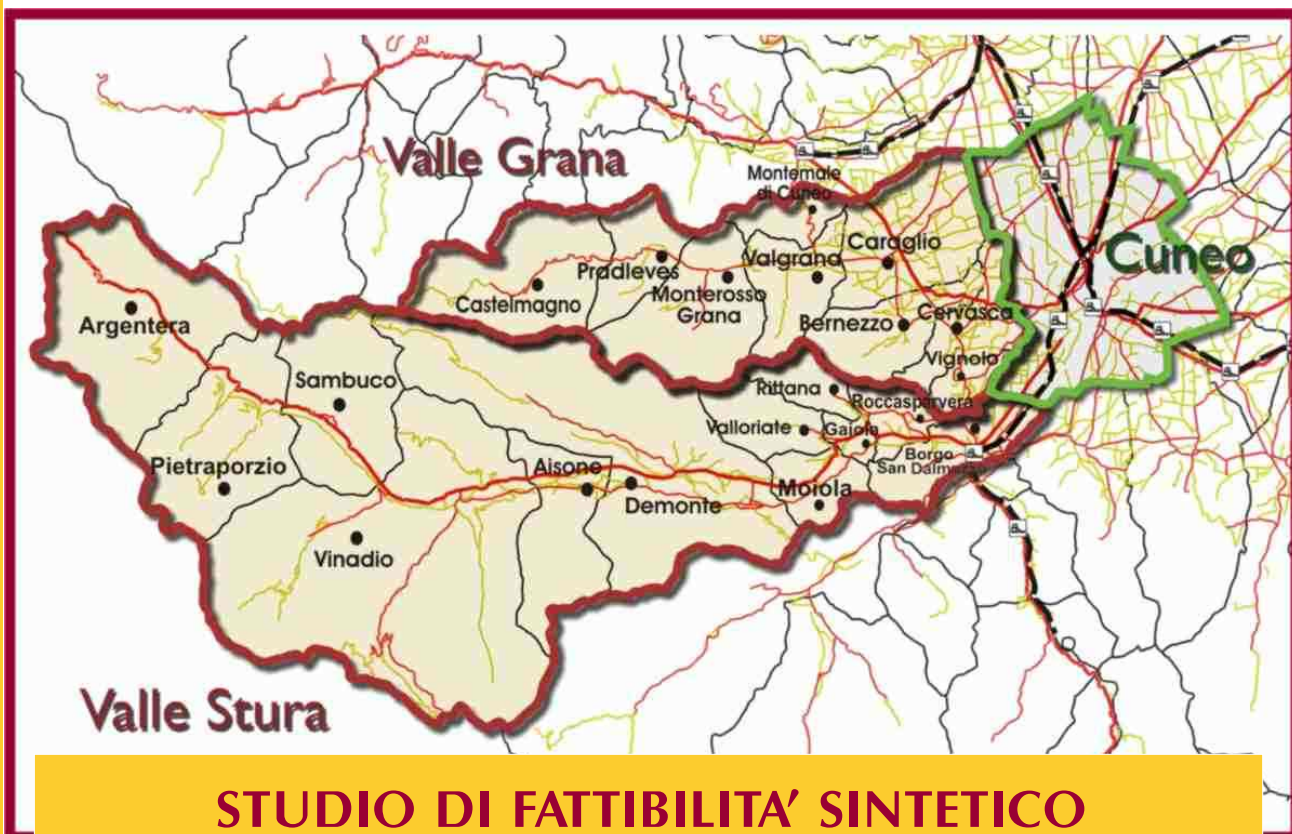 Valle Grana
Montemale
di Cuneo
Caraglio
Cuneo
Pradleves
Valgrana
Castelmagno
Monterosso
Grana
Bernezzo
Cervasca
Argentera
Vignolo
Sambuco
Rittana
Roccasparvera
Valloriate
Gaiola
Pietraporzio
Aisone
Borgo
San Dalmazzo
Demonte
Moiola
Vinadio
Valle Stura
STUDIO DI FATTIBILITA’ SINTETICO